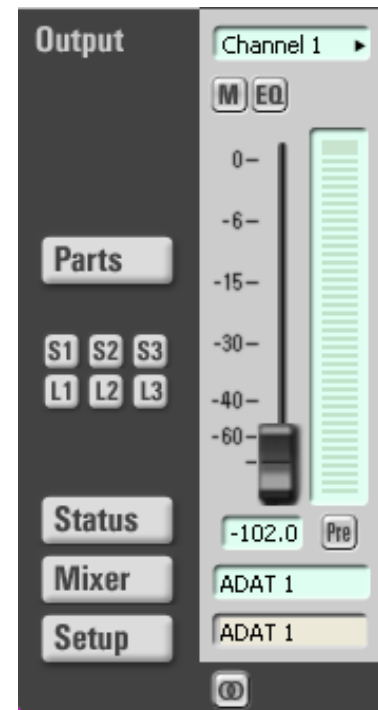 Output
Channel 1
M EQ
0
-6
Parts
-15
S1 S2 S3
-30
L1 L2 L3
-40
-60
Status
-102.0 Pre
Mixer
ADAT 1
Setup
ADAT 1